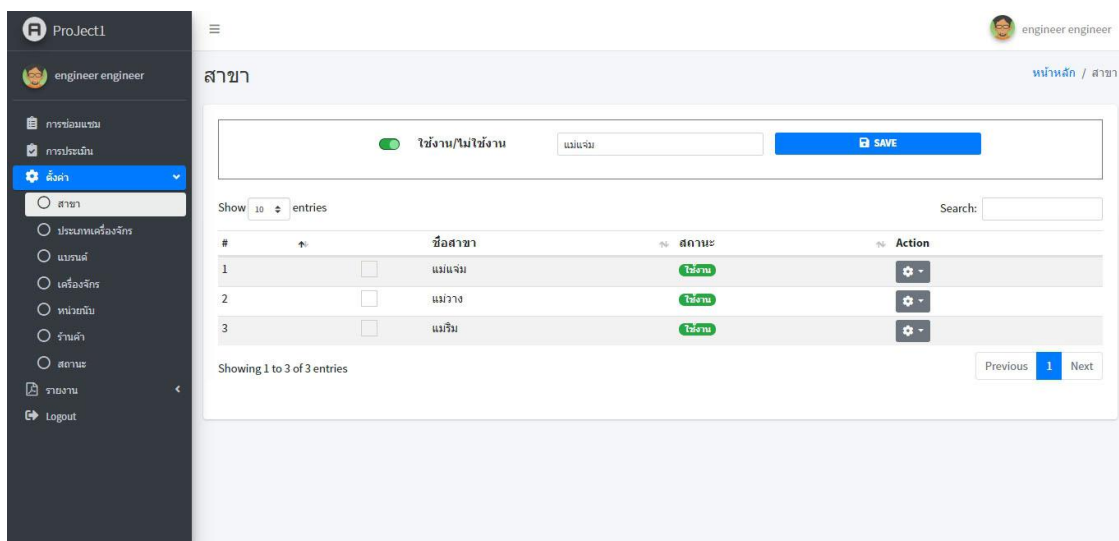 ProJect1
engineer engineer
engineer engineer
สาขา
หน้าหลัก / สาขา
การซ่อมแซม
การประเมิน
ตั้งค่า
สาขา
ประเภทเครื่องจักร
แบรนด์
เครื่องจักร
หน่วยนับ
ร้านค้า
สถานะ
รายงาน
Logout
ใช้งาน/ไม่ใช้งาน แม่แจ่ม SAVE
Show 10 entries Search:
# ชื่อสาขา สถานะ Action
1 แม่แจ่ม ใช้งาน
2 แม่วาง ใช้งาน
3 แม่ริม ใช้งาน
Showing 1 to 3 of 3 entries Previous 1 Next